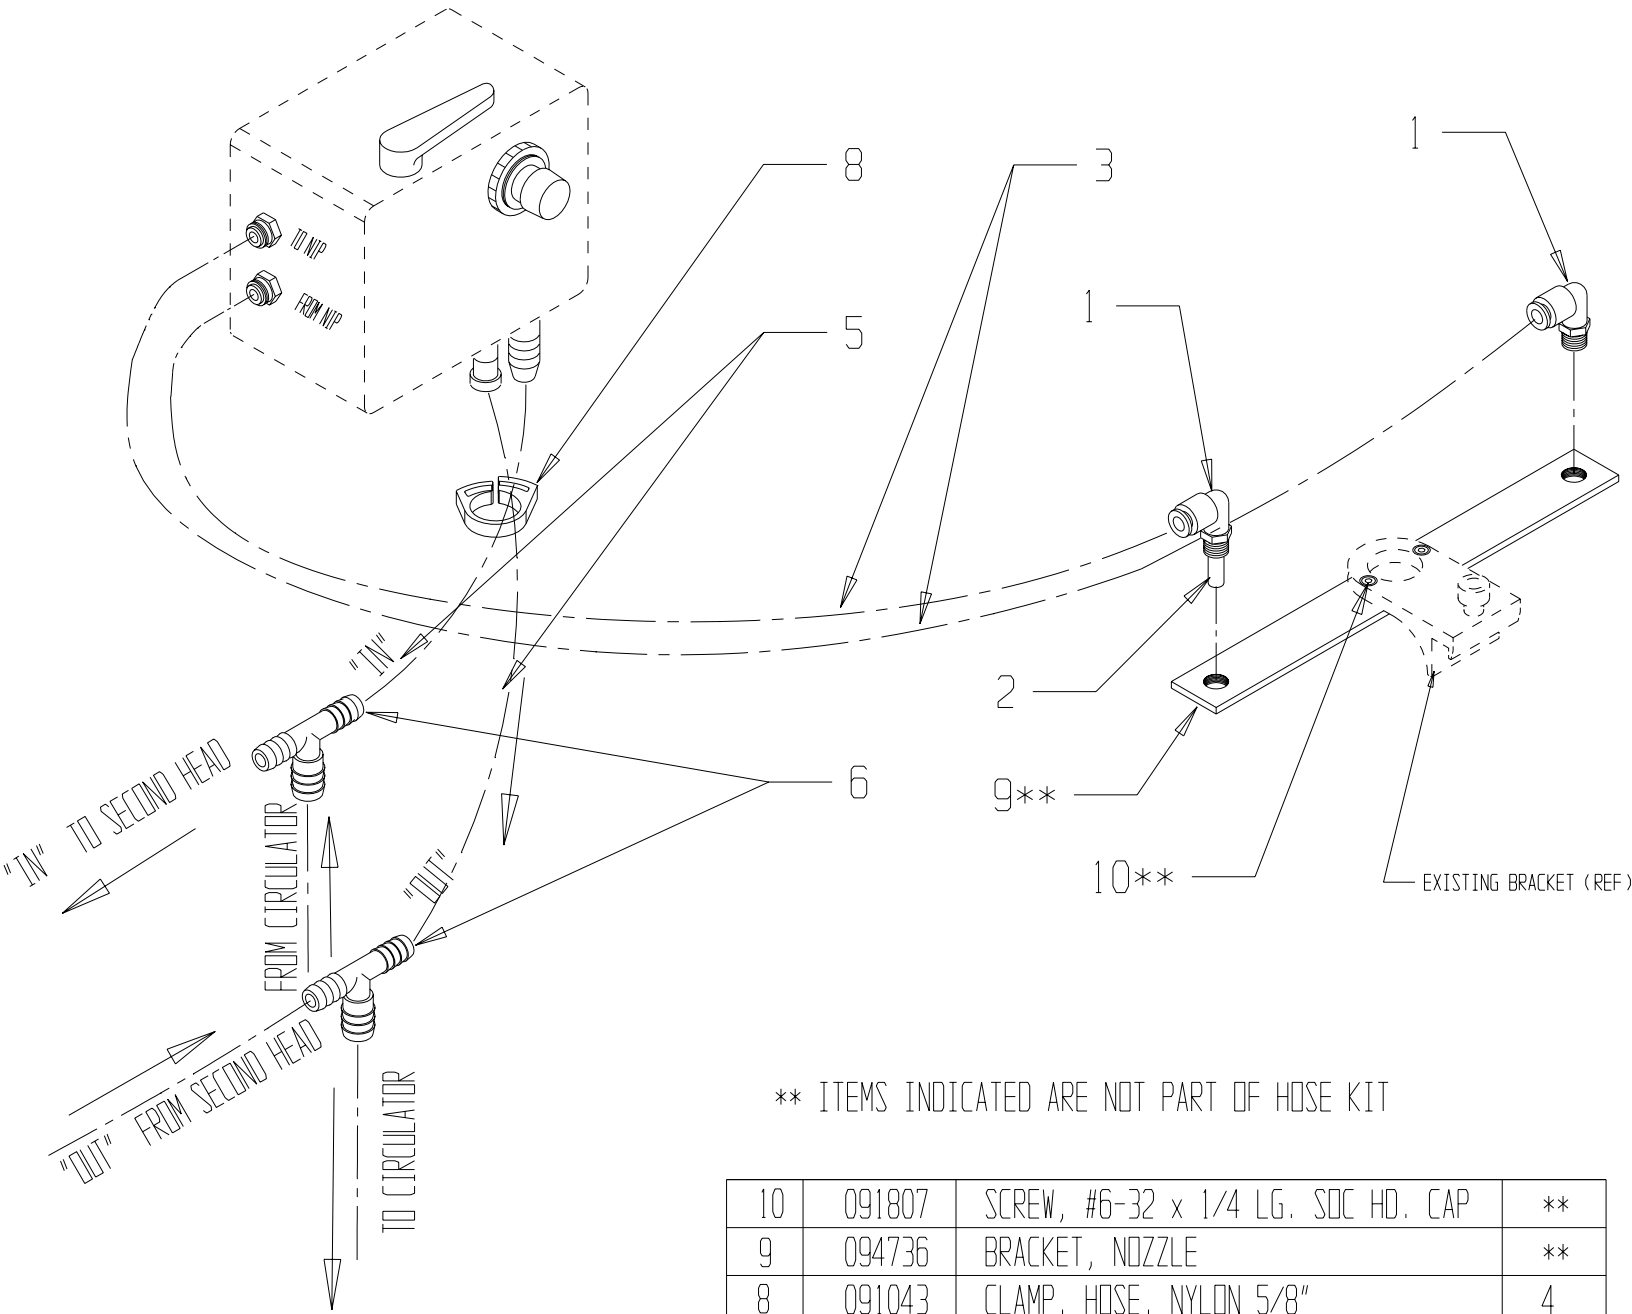 TO NIP
FROM NIP
8
3
1
5
1
"IN"
2
6
9**
10**
EXISTING BRACKET (REF)
"IN" TO SECOND HEAD
FROM CIRCULATOR
"OUT"
"OUT" FROM SECOND HEAD
TO CIRCULATOR
** ITEMS INDICATED ARE NOT PART OF HOSE KIT
10 091807 SCREW, #6-32 x 1/4 LG. SOC HD. CAP **
9 094736 BRACKET, NOZZLE **
8 091043 CLAMP, HOSE, NYLON 5/8" 4